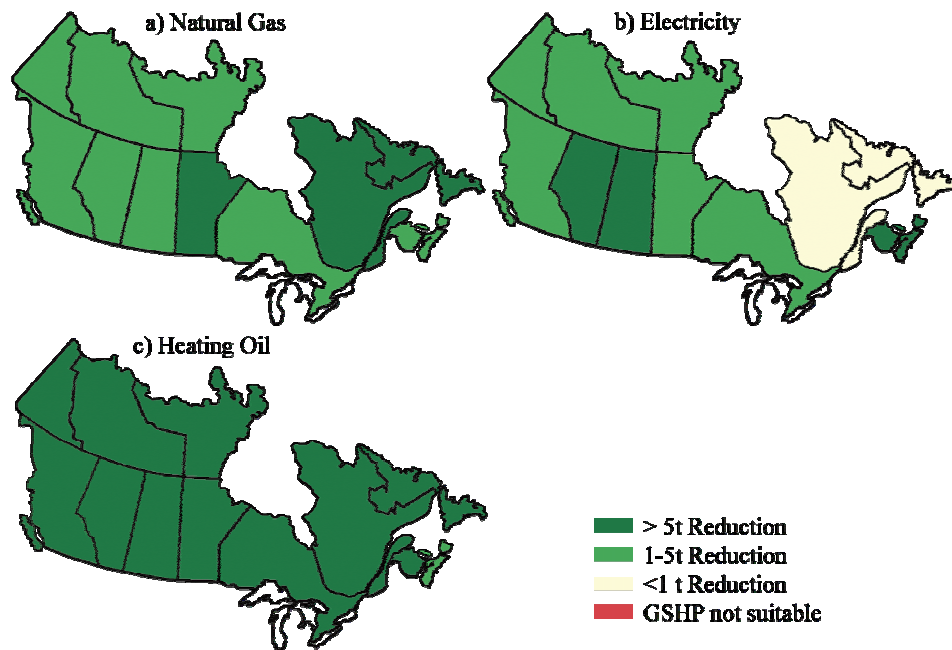 a) Natural Gas
b) Electricity
c) Heating Oil
> 5t Reduction
1-5t Reduction
<1 t Reduction
GSHP not suitable